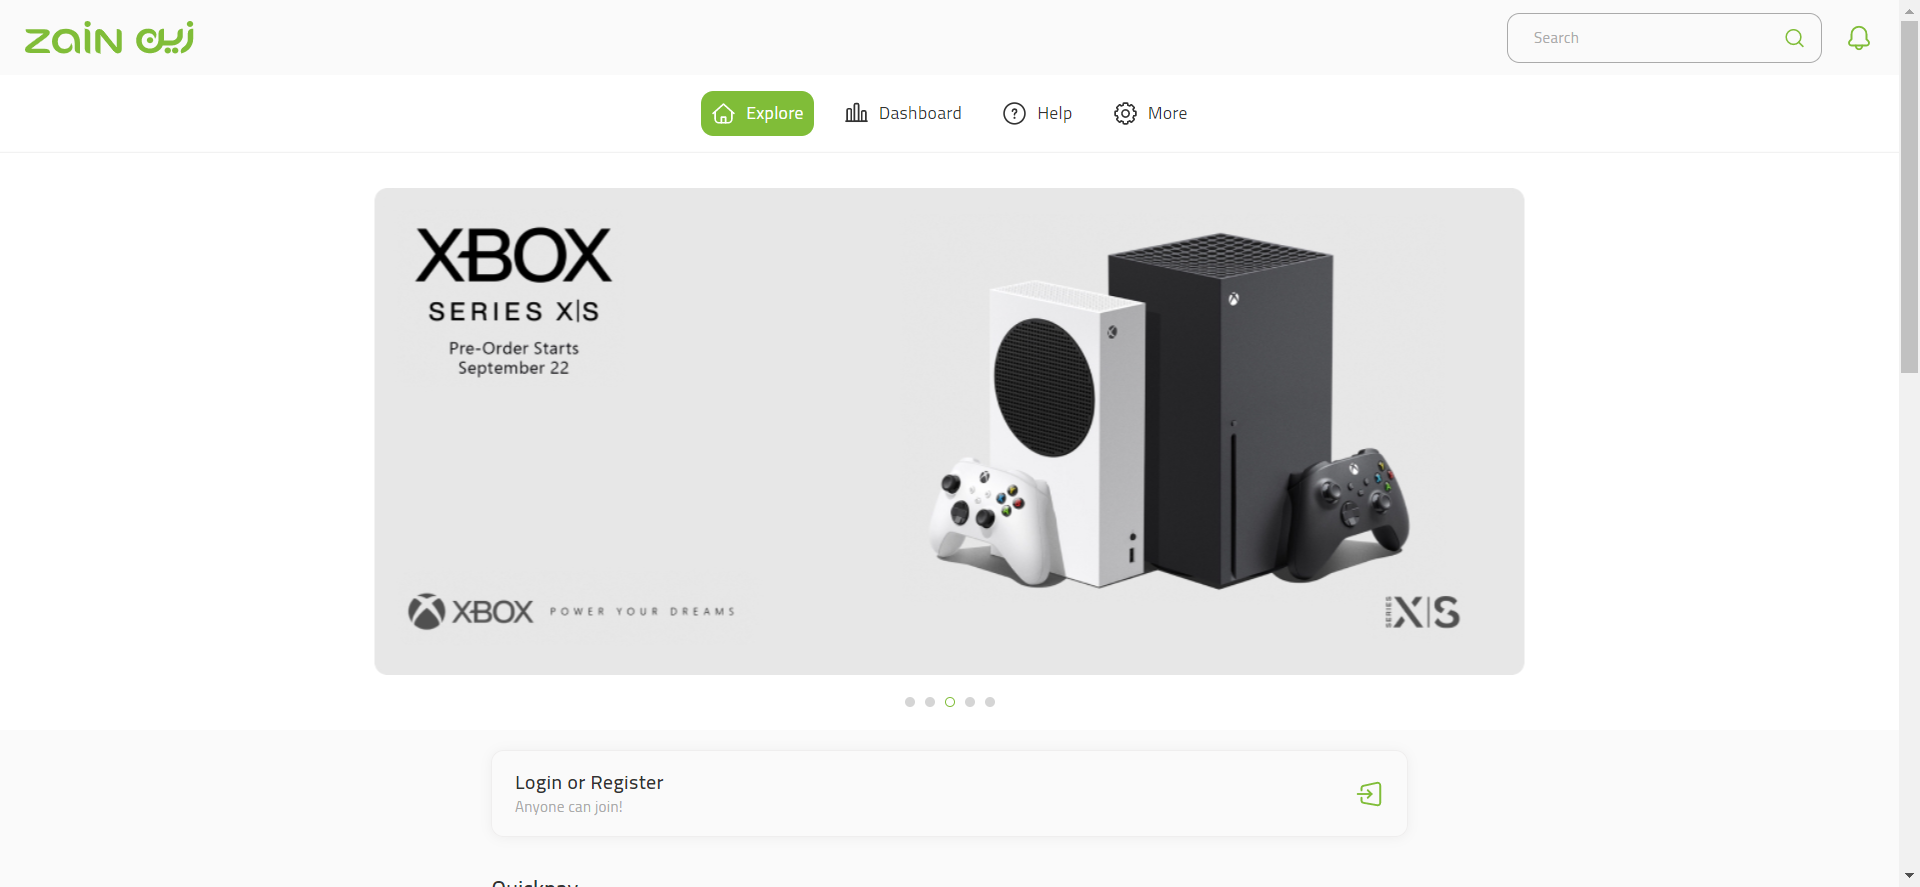 zain زين
Search
Explore
Dashboard
Help
More
XBOX
SERIES X|S
Pre-Order Starts
September 22
XBOX POWER YOUR DREAMS
SERIES X|S
Login or Register
Anyone can join!
Quickpay